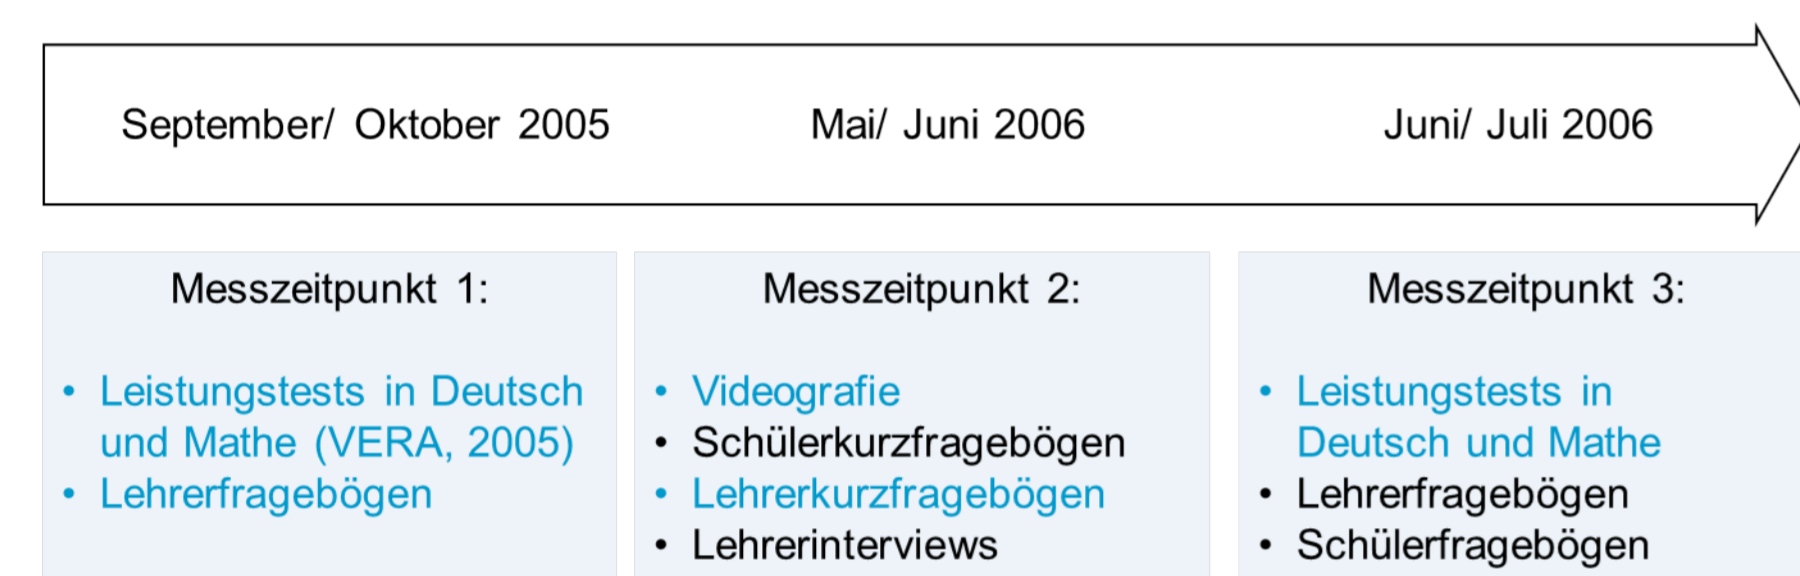 September/ Oktober 2005
Mai/ Juni 2006
Juni/ Juli 2006
Messzeitpunkt 1:
• Leistungstests in Deutsch
und Mathe (VERA, 2005)
• Lehrerfragebögen
Messzeitpunkt 2:
• Videografie
• Schülerkurzfragebögen
• Lehrerkurzfragebögen
• Lehrerinterviews
Messzeitpunkt 3:
• Leistungstests in
Deutsch und Mathe
• Lehrerfragebögen
• Schülerfragebögen